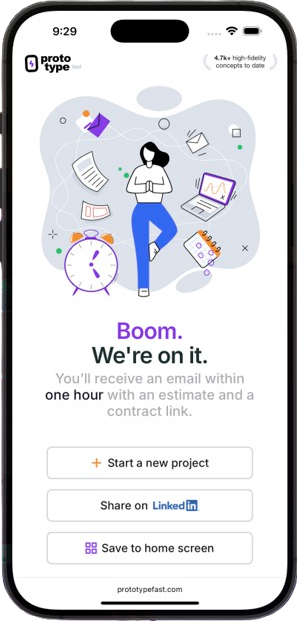 9:29
proto
type fast
4.7k+ high-fidelity
concepts to date
Boom.
We're on it.
You'll receive an email within
one hour with an estimate and a
contract link.
+ Start a new project
Share on LinkedIn
Save to home screen
prototypefast.com